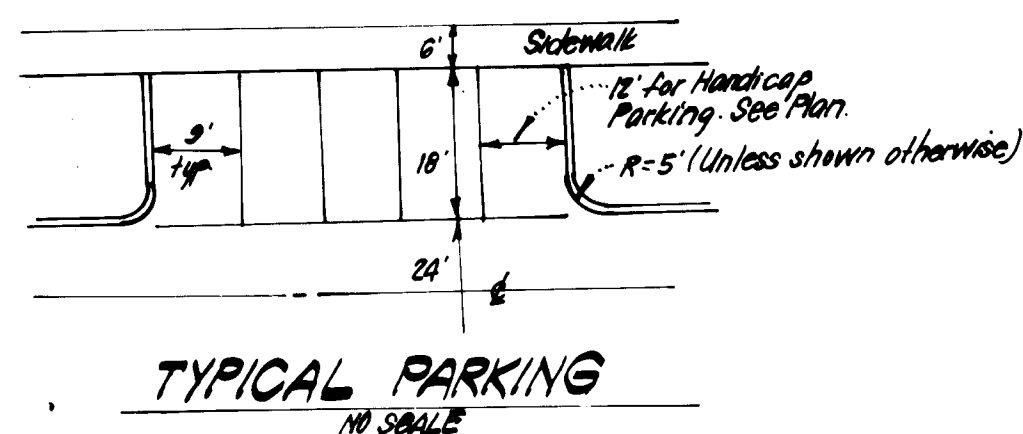 6'
Sidewalk
12' for Handicap
Parking. See Plan.
9'
typ
18'
R=5' (Unless shown otherwise)
24'
℄
TYPICAL PARKING
NO SCALE